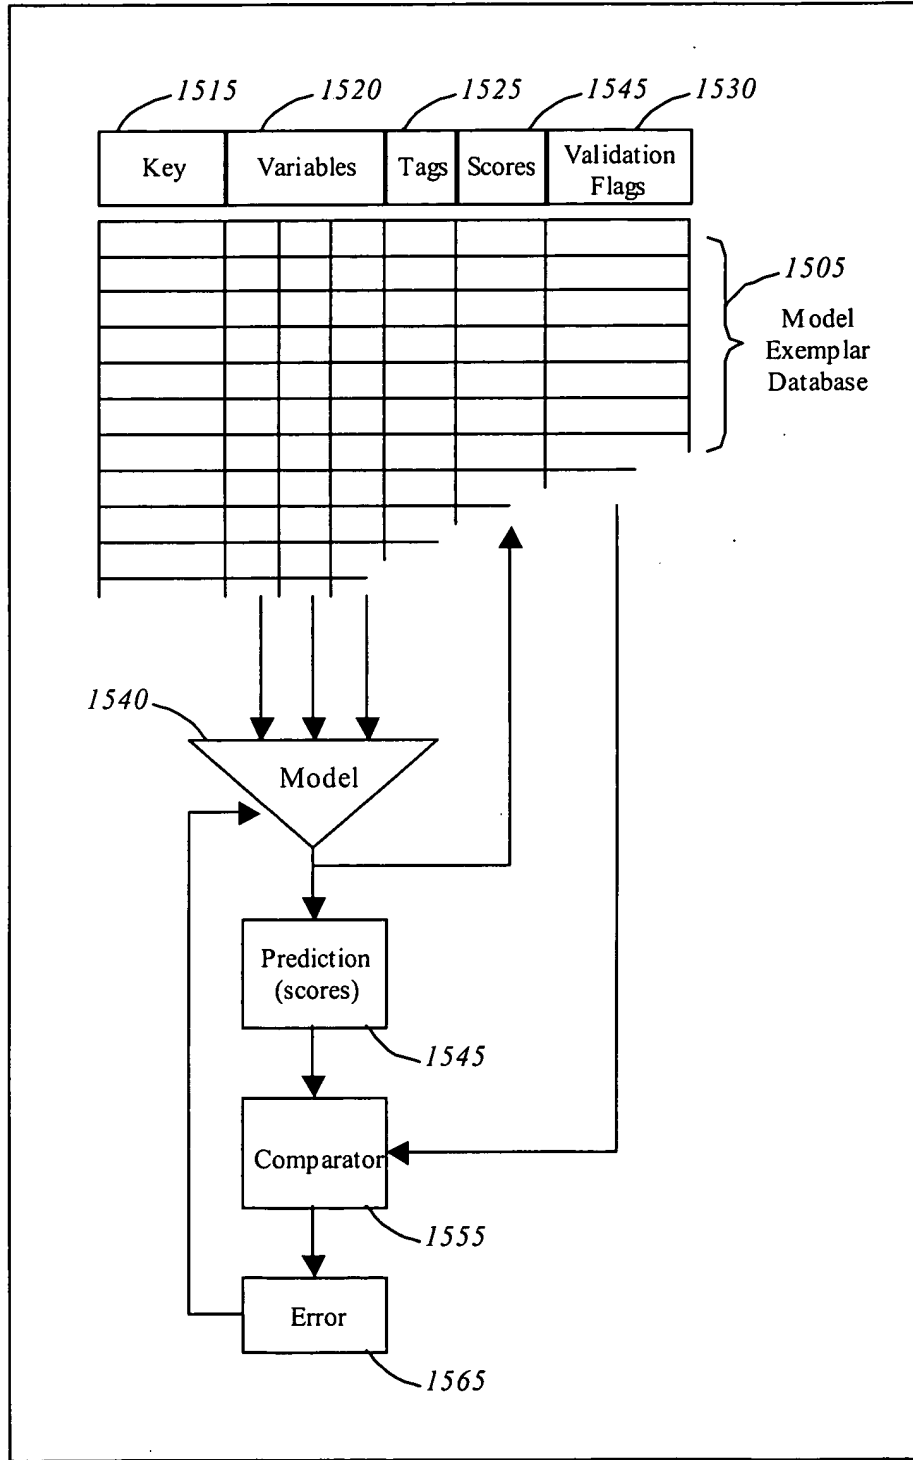 1515
1520
1525
1545
1530
Key
Variables
Tags
Scores
Validation
Flags
1505
Model
Exemplar
Database
1540
Model
Prediction
(scores)
1545
Comparator
1555
Error
1565